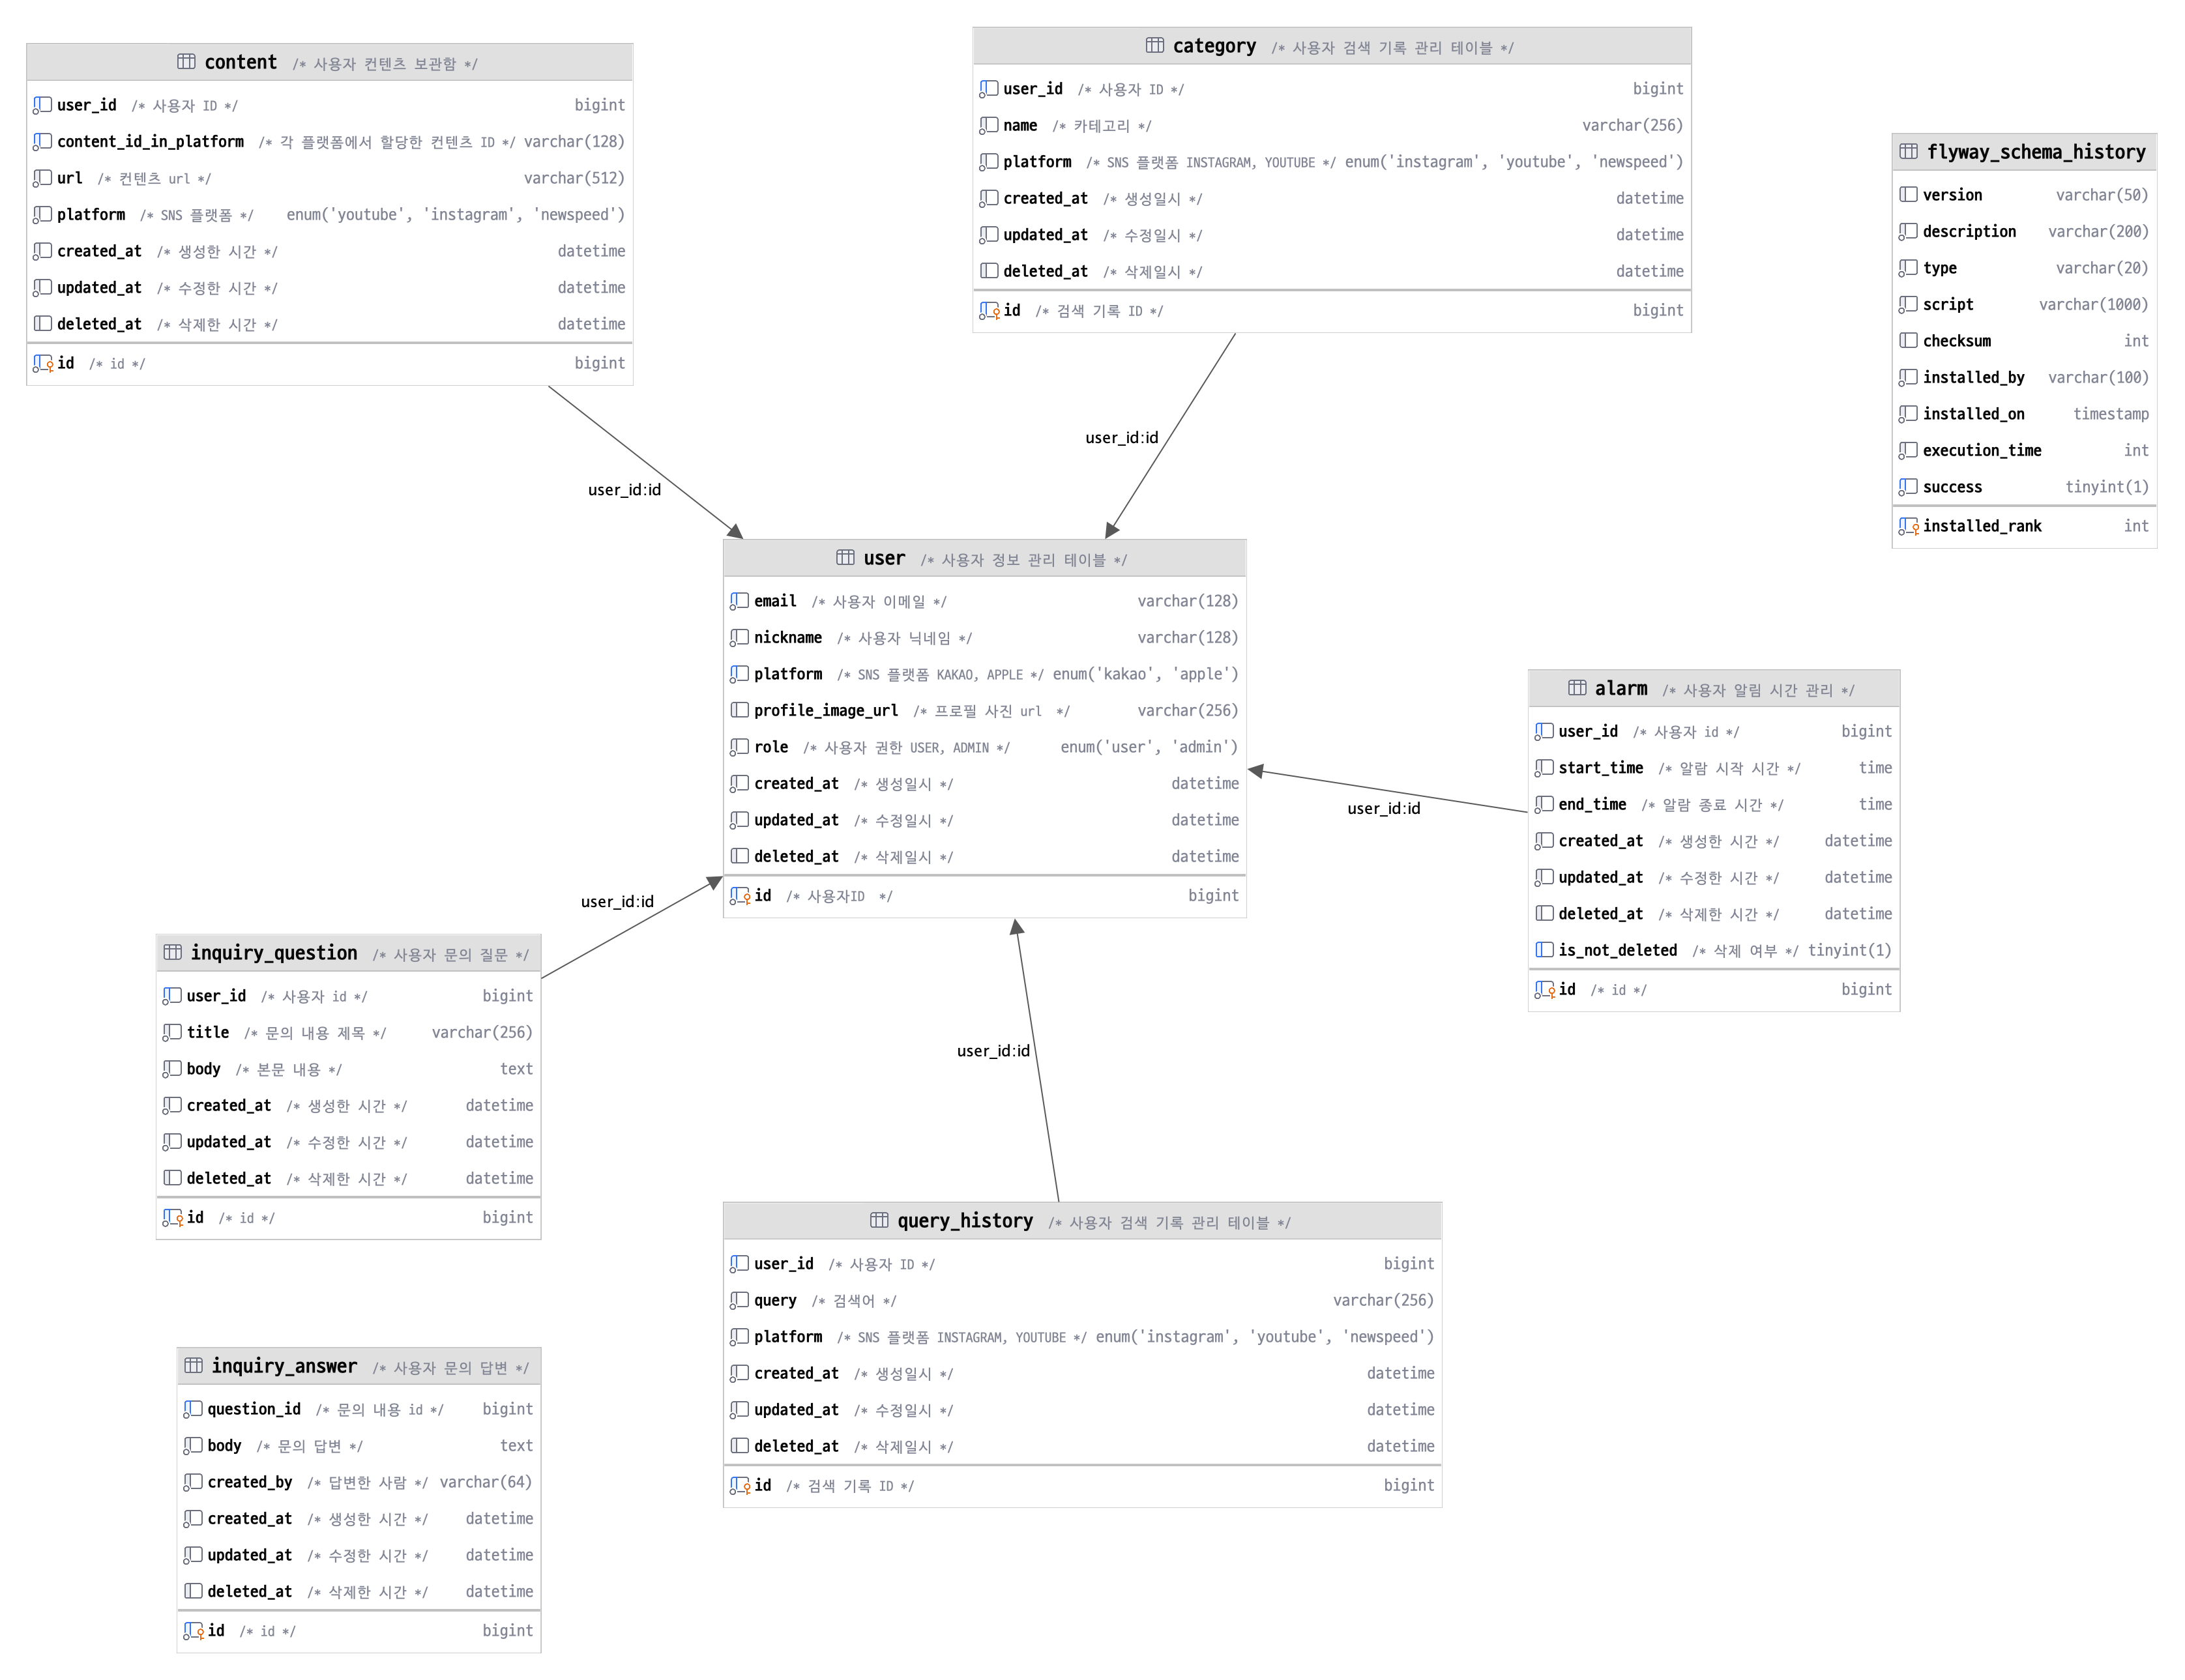 content /* 사용자 컨텐츠 보관함 */
user_id /* 사용자 ID */ bigint
content_id_in_platform /* 각 플랫폼에서 할당한 컨텐츠 ID */ varchar(128)
url /* 컨텐츠 url */ varchar(512)
platform /* SNS 플랫폼 */ enum('youtube', 'instagram', 'newspeed')
created_at /* 생성한 시간 */ datetime
updated_at /* 수정한 시간 */ datetime
deleted_at /* 삭제한 시간 */ datetime
id /* id */ bigint
category /* 사용자 검색 기록 관리 테이블 */
user_id /* 사용자 ID */ bigint
name /* 카테고리 */ varchar(256)
platform /* SNS 플랫폼 INSTAGRAM, YOUTUBE */ enum('instagram', 'youtube', 'newspeed')
created_at /* 생성일시 */ datetime
updated_at /* 수정일시 */ datetime
deleted_at /* 삭제일시 */ datetime
id /* 검색 기록 ID */ bigint
flyway_schema_history
version varchar(50)
description varchar(200)
type varchar(20)
script varchar(1000)
checksum int
installed_by varchar(100)
installed_on timestamp
execution_time int
success tinyint(1)
installed_rank int
user_id:id
user_id:id
user /* 사용자 정보 관리 테이블 */
email /* 사용자 이메일 */ varchar(128)
nickname /* 사용자 닉네임 */ varchar(128)
platform /* SNS 플랫폼 KAKAO, APPLE */ enum('kakao', 'apple')
profile_image_url /* 프로필 사진 url */ varchar(256)
role /* 사용자 권한 USER, ADMIN */ enum('user', 'admin')
created_at /* 생성일시 */ datetime
updated_at /* 수정일시 */ datetime
deleted_at /* 삭제일시 */ datetime
id /* 사용자ID */ bigint
alarm /* 사용자 알림 시간 관리 */
user_id /* 사용자 id */ bigint
start_time /* 알람 시작 시간 */ time
end_time /* 알람 종료 시간 */ time
created_at /* 생성한 시간 */ datetime
updated_at /* 수정한 시간 */ datetime
deleted_at /* 삭제한 시간 */ datetime
is_not_deleted /* 삭제 여부 */ tinyint(1)
id /* id */ bigint
user_id:id
user_id:id
user_id:id
inquiry_question /* 사용자 문의 질문 */
user_id /* 사용자 id */ bigint
title /* 문의 내용 제목 */ varchar(256)
body /* 본문 내용 */ text
created_at /* 생성한 시간 */ datetime
updated_at /* 수정한 시간 */ datetime
deleted_at /* 삭제한 시간 */ datetime
id /* id */ bigint
query_history /* 사용자 검색 기록 관리 테이블 */
user_id /* 사용자 ID */ bigint
query /* 검색어 */ varchar(256)
platform /* SNS 플랫폼 INSTAGRAM, YOUTUBE */ enum('instagram', 'youtube', 'newspeed')
created_at /* 생성일시 */ datetime
updated_at /* 수정일시 */ datetime
deleted_at /* 삭제일시 */ datetime
id /* 검색 기록 ID */ bigint
inquiry_answer /* 사용자 문의 답변 */
question_id /* 문의 내용 id */ bigint
body /* 문의 답변 */ text
created_by /* 답변한 사람 */ varchar(64)
created_at /* 생성한 시간 */ datetime
updated_at /* 수정한 시간 */ datetime
deleted_at /* 삭제한 시간 */ datetime
id /* id */ bigint